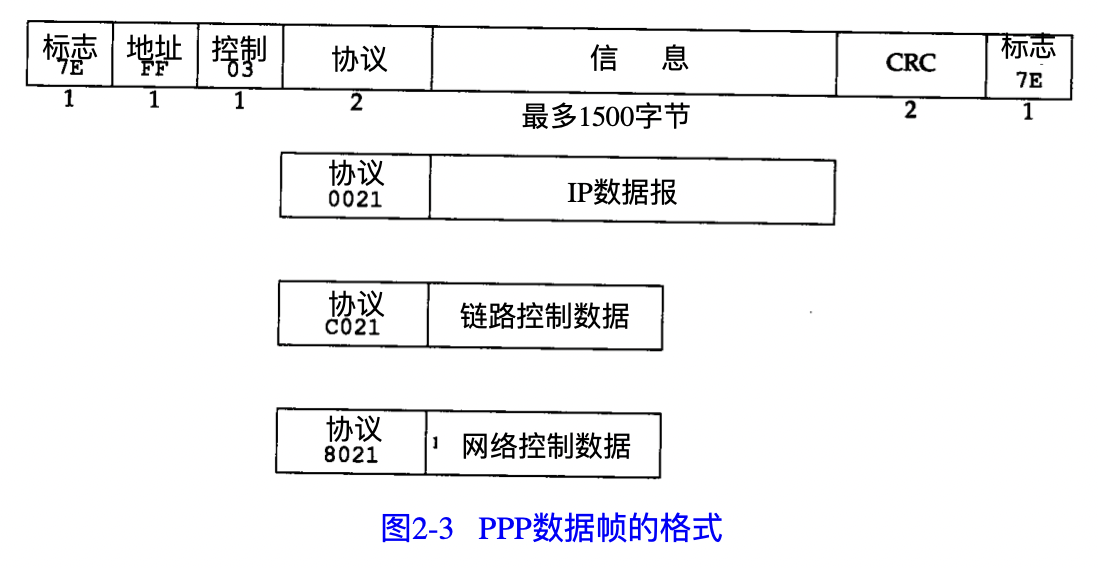 标志 地址 控制 协议 信 息 CRC 标志
7E FF 03 7E
1 1 1 2 最多1500字节 2 1
协议 IP数据报
0021
协议 链路控制数据
C021
协议 网络控制数据
8021
图2-3 PPP数据帧的格式